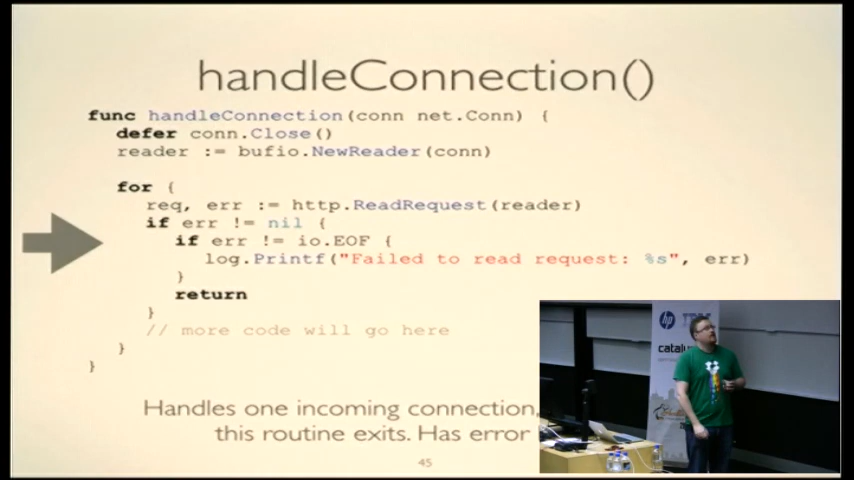 handleConnection()
func handleConnection(conn net.Conn) {
defer conn.Close()
reader := bufio.NewReader(conn)
for {
req, err := http.ReadRequest(reader)
if err != nil {
if err != io.EOF {
log.Printf("Failed to read request: %s", err)
}
return
}
// more code will go here
}
}
Handles one incoming connection,
this routine exits. Has error
45
hp
IBM